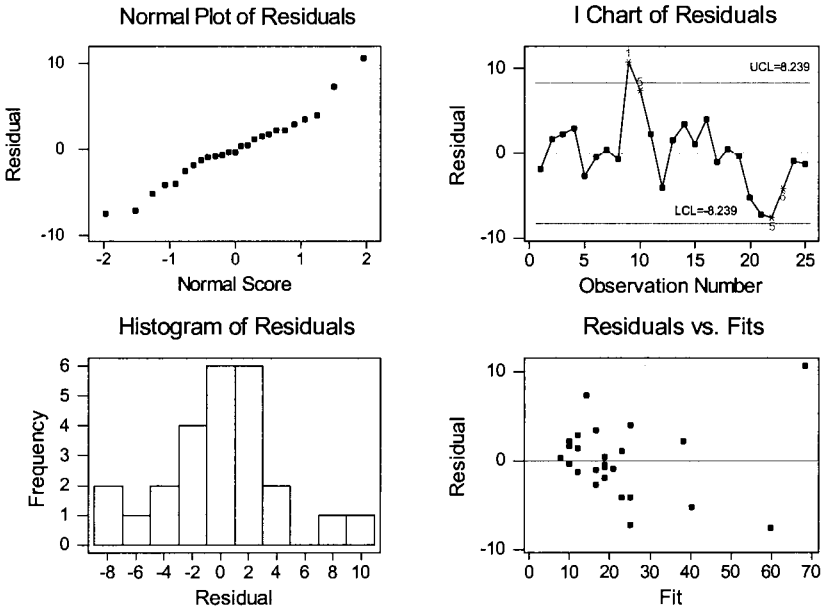 Normal Plot of Residuals
10
0
-10
Residual
-2 -1 0 1 2
Normal Score
I Chart of Residuals
10
0
-10
Residual
1
6
UCL=8.239
LCL=-8.239
5
6
0 5 10 15 20 25
Observation Number
Histogram of Residuals
6
5
4
3
2
1
0
Frequency
-8 -6 -4 -2 0 2 4 6 8 10
Residual
Residuals vs. Fits
10
0
-10
Residual
0 10 20 30 40 50 60 70
Fit